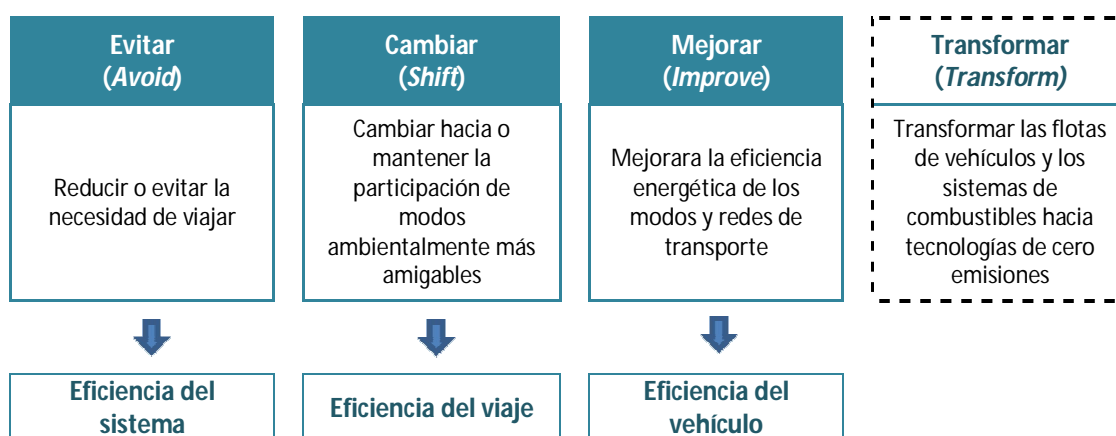 Evitar
(Avoid)
Reducir o evitar la
necesidad de viajar
Eficiencia del
sistema
Cambiar
(Shift)
Cambiar hacia o
mantener la
participación de
modos
ambientalmente más
amigables
Eficiencia del viaje
Mejorar
(Improve)
Mejorara la eficiencia
energética de los
modos y redes de
transporte
Eficiencia del
vehículo
Transformar
(Transform)
Transformar las flotas
de vehículos y los
sistemas de
combustibles hacia
tecnologías de cero
emisiones